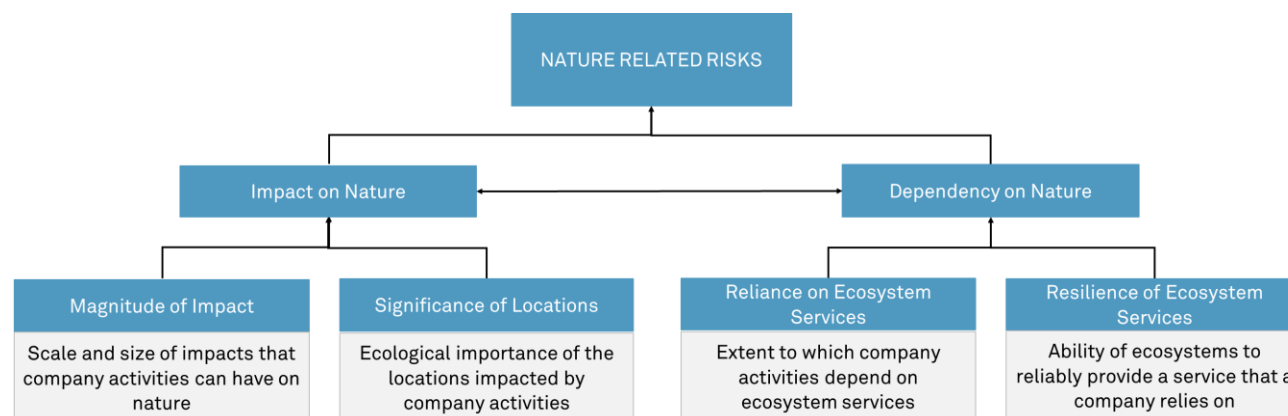 NATURE RELATED RISKS
Impact on Nature
Dependency on Nature
Magnitude of Impact
Scale and size of impacts that
company activities can have on
nature
Significance of Locations
Ecological importance of the
locations impacted by
company activities
Reliance on Ecosystem
Services
Extent to which company
activities depend on
ecosystem services
Resilience of Ecosystem
Services
Ability of ecosystems to
reliably provide a service that a
company relies on